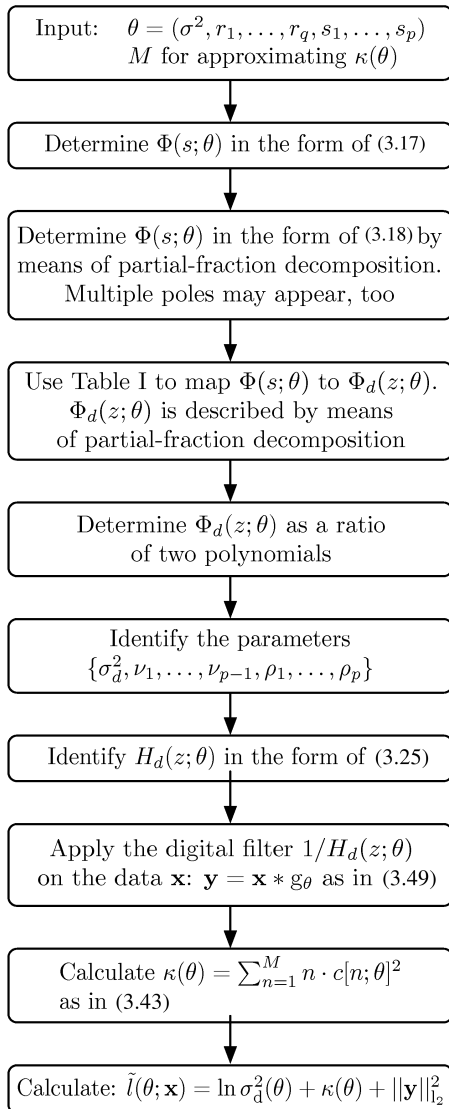 Input: θ = (σ², r₁, . . . , r_q, s₁, . . . , s_p)
M for approximating κ(θ)
Determine Φ(s; θ) in the form of (3.17)
Determine Φ(s; θ) in the form of (3.18) by
means of partial-fraction decomposition.
Multiple poles may appear, too
Use Table I to map Φ(s; θ) to Φ_d(z; θ).
Φ_d(z; θ) is described by means
of partial-fraction decomposition
Determine Φ_d(z; θ) as a ratio
of two polynomials
Identify the parameters
{σ_d², ν₁, . . . , ν_{p−1}, ρ₁, . . . , ρ_p}
Identify H_d(z; θ) in the form of (3.25)
Apply the digital filter 1/H_d(z; θ)
on the data x: y = x ∗ g_θ as in (3.49)
Calculate κ(θ) = ∑_{n=1}^{M} n · c[n; θ]²
as in (3.43)
Calculate: l̃(θ; x) = ln σ_d²(θ) + κ(θ) + ||y||²_{l₂}